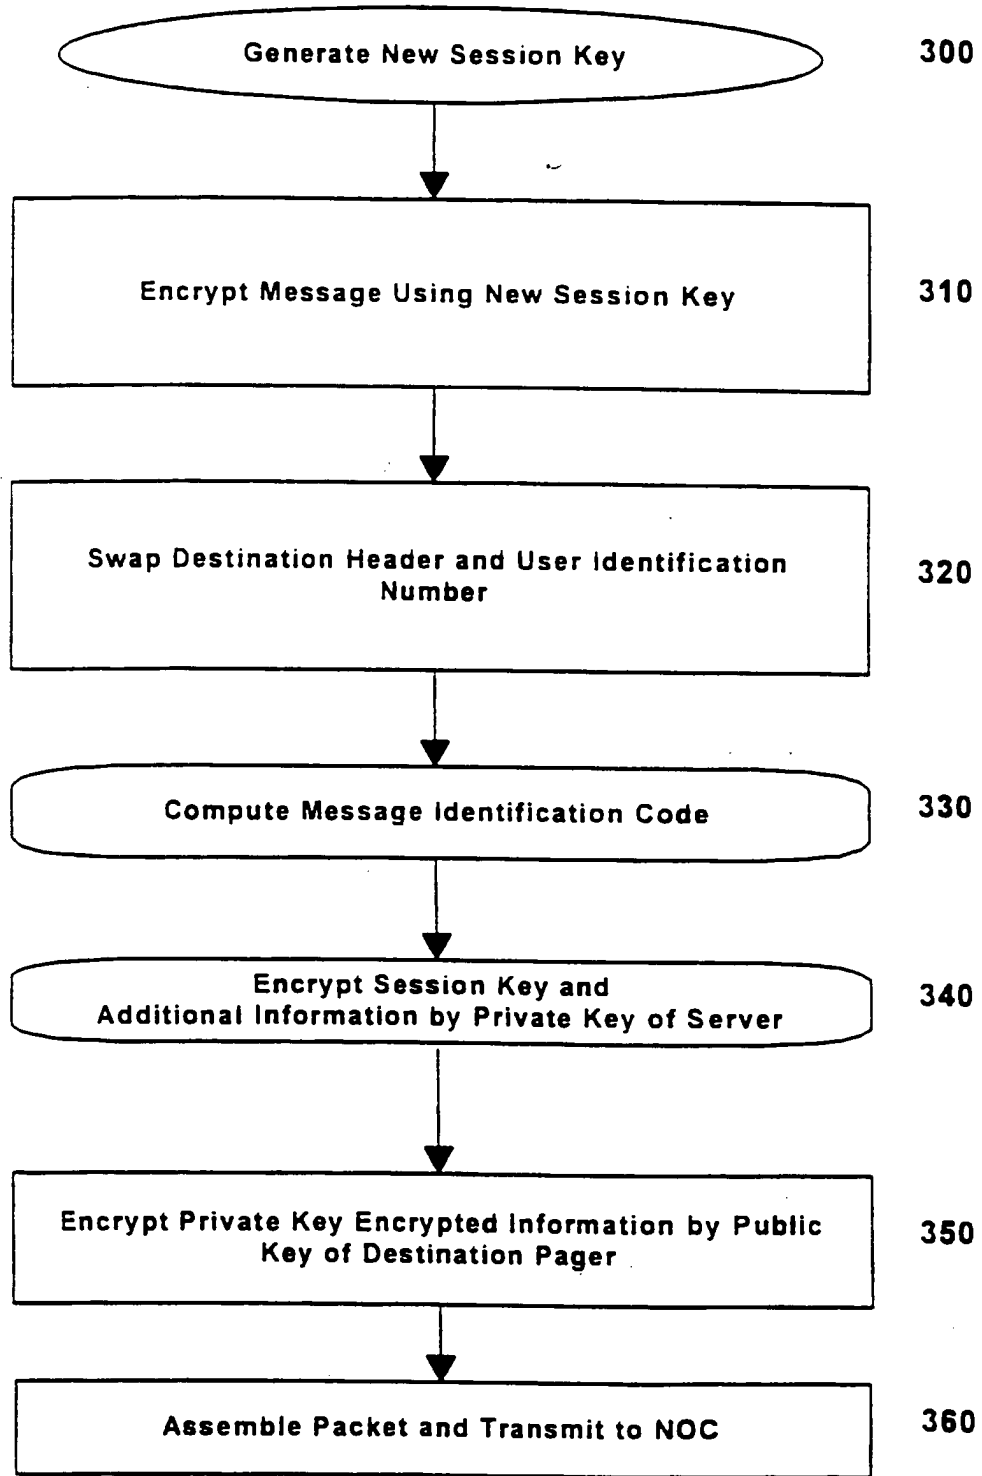 Generate New Session Key
300
Encrypt Message Using New Session Key
310
Swap Destination Header and User Identification
Number
320
Compute Message Identification Code
330
Encrypt Session Key and
Additional Information by Private Key of Server
340
Encrypt Private Key Encrypted Information by Public
Key of Destination Pager
350
Assemble Packet and Transmit to NOC
360